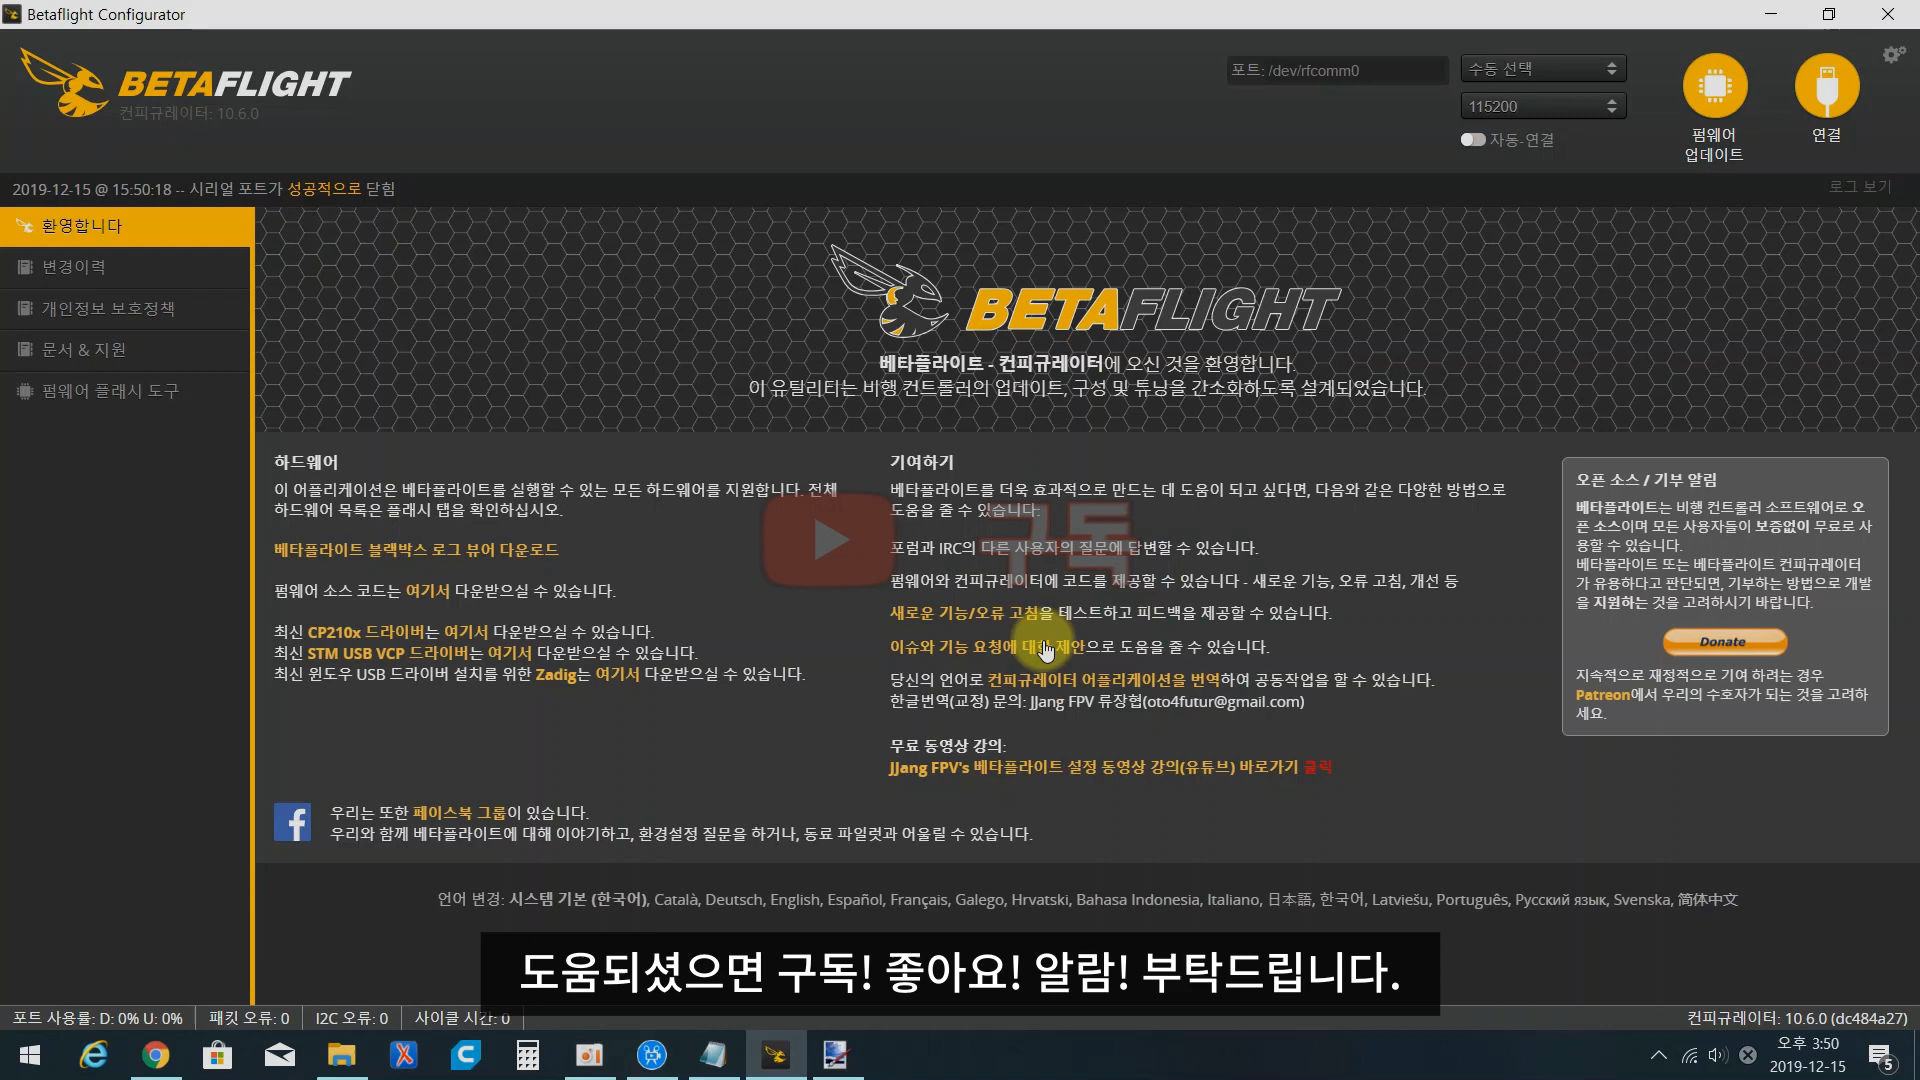 Betaflight Configurator
BETAFLIGHT
컨피규레이터: 10.6.0
포트: /dev/rfcomm0
수동 선택
115200
자동-연결
펌웨어
업데이트
연결
2019-12-15 @ 15:50:18 -- 시리얼 포트가 성공적으로 닫힘
로그 보기
환영합니다
변경이력
개인정보 보호정책
문서 & 지원
펌웨어 플래시 도구
BETAFLIGHT
베타플라이트 - 컨피규레이터에 오신 것을 환영합니다.
이 유틸리티는 비행 컨트롤러의 업데이트, 구성 및 튜닝을 간소화하도록 설계되었습니다.
하드웨어
이 어플리케이션은 베타플라이트를 실행할 수 있는 모든 하드웨어를 지원합니다. 전체
하드웨어 목록은 플래시 탭을 확인하십시오.
베타플라이트 블랙박스 로그 뷰어 다운로드
펌웨어 소스 코드는 여기서 다운받으실 수 있습니다.
최신 CP210x 드라이버는 여기서 다운받으실 수 있습니다.
최신 STM USB VCP 드라이버는 여기서 다운받으실 수 있습니다.
최신 윈도우 USB 드라이버 설치를 위한 Zadig는 여기서 다운받으실 수 있습니다.
기여하기
베타플라이트를 더욱 효과적으로 만드는 데 도움이 되고 싶다면, 다음와 같은 다양한 방법으로
도움을 줄 수 있습니다:
구독
포럼과 IRC의 다른 사용자의 질문에 답변할 수 있습니다.
펌웨어와 컨피규레이터에 코드를 제공할 수 있습니다 - 새로운 기능, 오류 고침, 개선 등
새로운 기능/오류 고침을 테스트하고 피드백을 제공할 수 있습니다.
이슈와 기능 요청에 대한 제안으로 도움을 줄 수 있습니다.
당신의 언어로 컨피규레이터 어플리케이션을 번역하여 공동작업을 할 수 있습니다.
한글번역(교정) 문의: JJang FPV 류장협(oto4futur@gmail.com)
무료 동영상 강의:
JJang FPV's 베타플라이트 설정 동영상 강의(유튜브) 바로가기 클릭
오픈 소스 / 기부 알림
베타플라이트는 비행 컨트롤러 소프트웨어로 오
픈 소스이며 모든 사용자들이 보증없이 무료로 사
용할 수 있습니다.
베타플라이트 또는 베타플라이트 컨피규레이터
가 유용하다고 판단되면, 기부하는 방법으로 개발
을 지원하는 것을 고려하시기 바랍니다.
Donate
지속적으로 재정적으로 기여 하려는 경우
Patreon에서 우리의 수호자가 되는 것을 고려하
세요.
우리는 또한 페이스북 그룹이 있습니다.
우리와 함께 베타플라이트에 대해 이야기하고, 환경설정 질문을 하거나, 동료 파일럿과 어울릴 수 있습니다.
언어 변경: 시스템 기본 (한국어), Català, Deutsch, English, Español, Français, Galego, Hrvatski, Bahasa Indonesia, Italiano, 日本語, 한국어, Latviešu, Português, Русский язык, Svenska, 简体中文
도움되셨으면 구독! 좋아요! 알람! 부탁드립니다.
포트 사용률: D: 0% U: 0%
패킷 오류: 0
I2C 오류: 0
사이클 시간: 0
컨피규레이터: 10.6.0 (dc484a27)
오후 3:50
2019-12-15
5